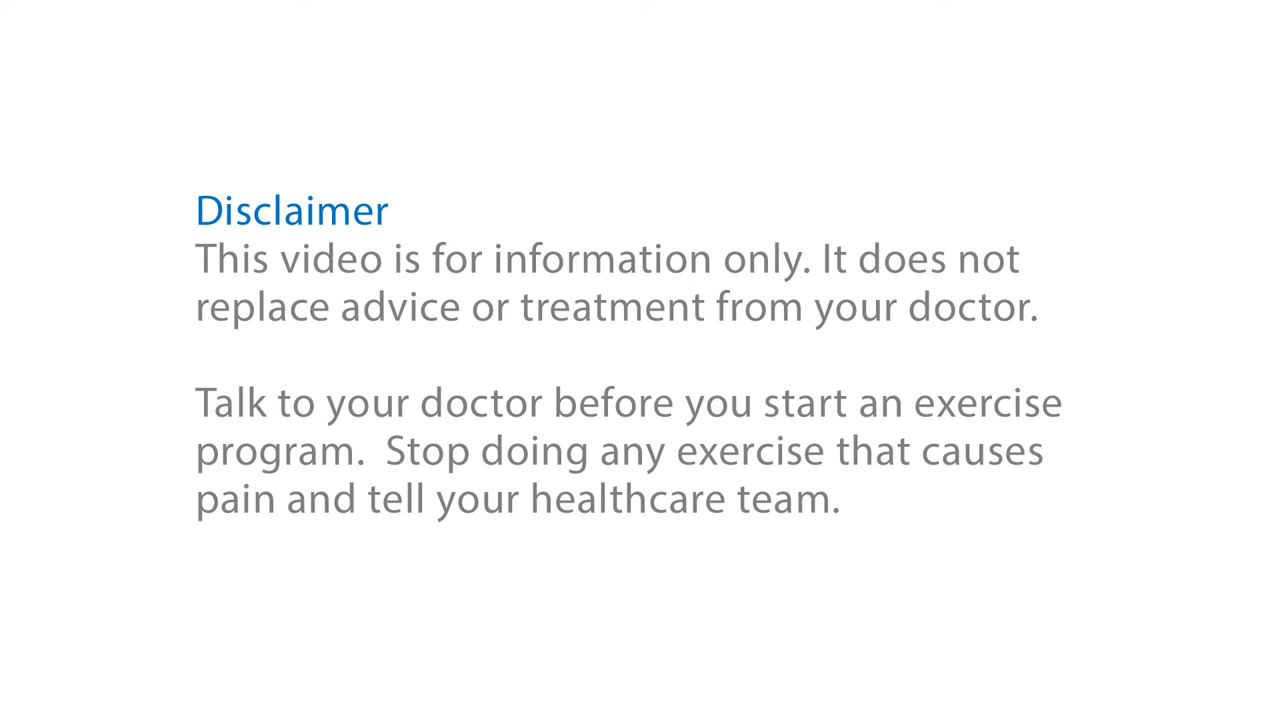 Disclaimer
This video is for information only. It does not
replace advice or treatment from your doctor.
Talk to your doctor before you start an exercise
program.  Stop doing any exercise that causes
pain and tell your healthcare team.